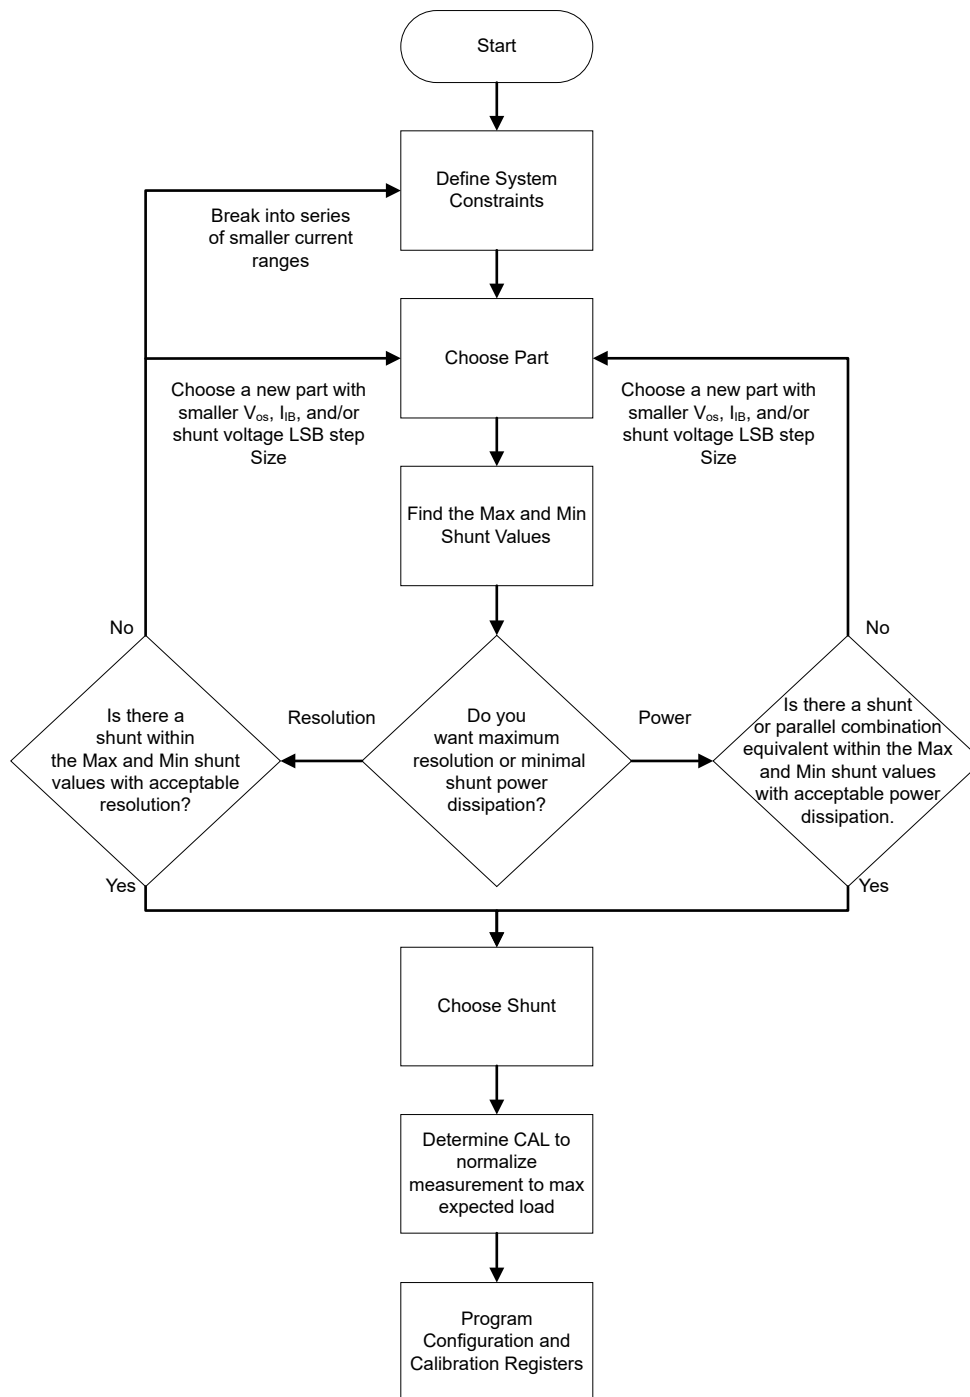 Start
Define System
Constraints
Break into series
of smaller current
ranges
Choose Part
Choose a new part with
smaller Vos, IIB, and/or
shunt voltage LSB step
Size
Choose a new part with
smaller Vos, IIB, and/or
shunt voltage LSB step
Size
Find the Max and Min
Shunt Values
No
No
Is there a
shunt within
the Max and Min shunt
values with acceptable
resolution?
Resolution
Do you
want maximum
resolution or minimal
shunt power
dissipation?
Power
Is there a shunt
or parallel combination
equivalent within the Max
and Min shunt values
with acceptable power
dissipation.
Yes
Yes
Choose Shunt
Determine CAL to
normalize
measurement to max
expected load
Program
Configuration and
Calibration Registers